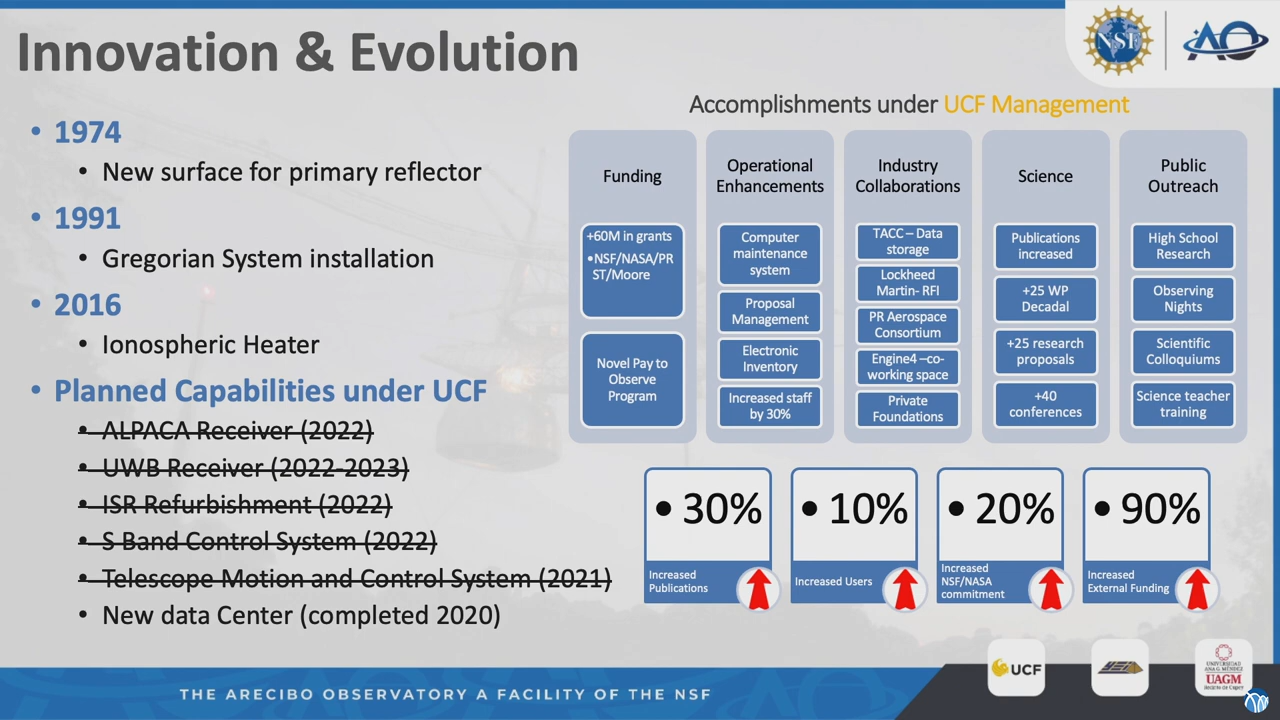 Innovation & Evolution
NSF
AO
• 1974
• New surface for primary reflector
• 1991
• Gregorian System installation
• 2016
• Ionospheric Heater
• Planned Capabilities under UCF
• ALPACA Receiver (2022)
• UWB Receiver (2022-2023)
• ISR Refurbishment (2022)
• S Band Control System (2022)
• Telescope Motion and Control System (2021)
• New data Center (completed 2020)
Accomplishments under UCF Management
Funding
+60M in grants
•NSF/NASA/PR
ST/Moore
Novel Pay to
Observe
Program
Operational
Enhancements
Computer
maintenance
system
Proposal
Management
Electronic
Inventory
Increased staff
by 30%
Industry
Collaborations
TACC – Data
storage
Lockheed
Martin- RFI
PR Aerospace
Consortium
Engine4 –co-
working space
Private
Foundations
Science
Publications
increased
+25 WP
Decadal
+25 research
proposals
+40
conferences
Public
Outreach
High School
Research
Observing
Nights
Scientific
Colloquiums
Science teacher
training
• 30%
Increased
Publications
• 10%
Increased Users
• 20%
Increased
NSF/NASA
commitment
• 90%
Increased
External Funding
THE ARECIBO OBSERVATORY A FACILITY OF THE NSF
UCF
UNIVERSIDAD
ANA G. MÉNDEZ
UAGM